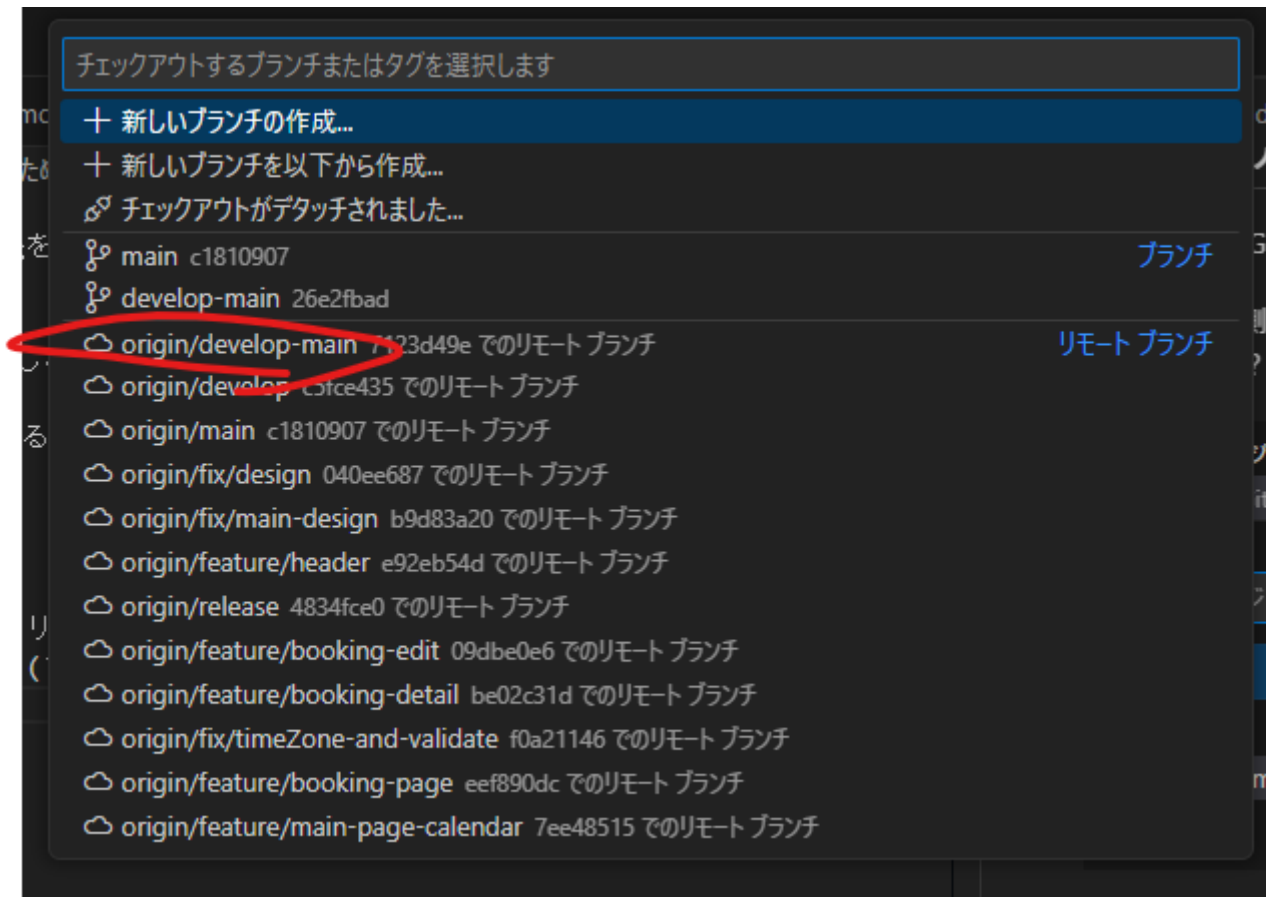 チェックアウトするブランチまたはタグを選択します
新しいブランチの作成...
新しいブランチを以下から作成...
チェックアウトがデタッチされました...
main c1810907 ブランチ
develop-main 26e2fbad
origin/develop-main 7123d49e でのリモート ブランチ リモート ブランチ
origin/develop c5fce435 でのリモート ブランチ
origin/main c1810907 でのリモート ブランチ
origin/fix/design 040ee687 でのリモート ブランチ
origin/fix/main-design b9d83a20 でのリモート ブランチ
origin/feature/header e92eb54d でのリモート ブランチ
origin/release 4834fce0 でのリモート ブランチ
origin/feature/booking-edit 09dbe0e6 でのリモート ブランチ
origin/feature/booking-detail be02c31d でのリモート ブランチ
origin/fix/timeZone-and-validate f0a21146 でのリモート ブランチ
origin/feature/booking-page eef890dc でのリモート ブランチ
origin/feature/main-page-calendar 7ee48515 でのリモート ブランチ